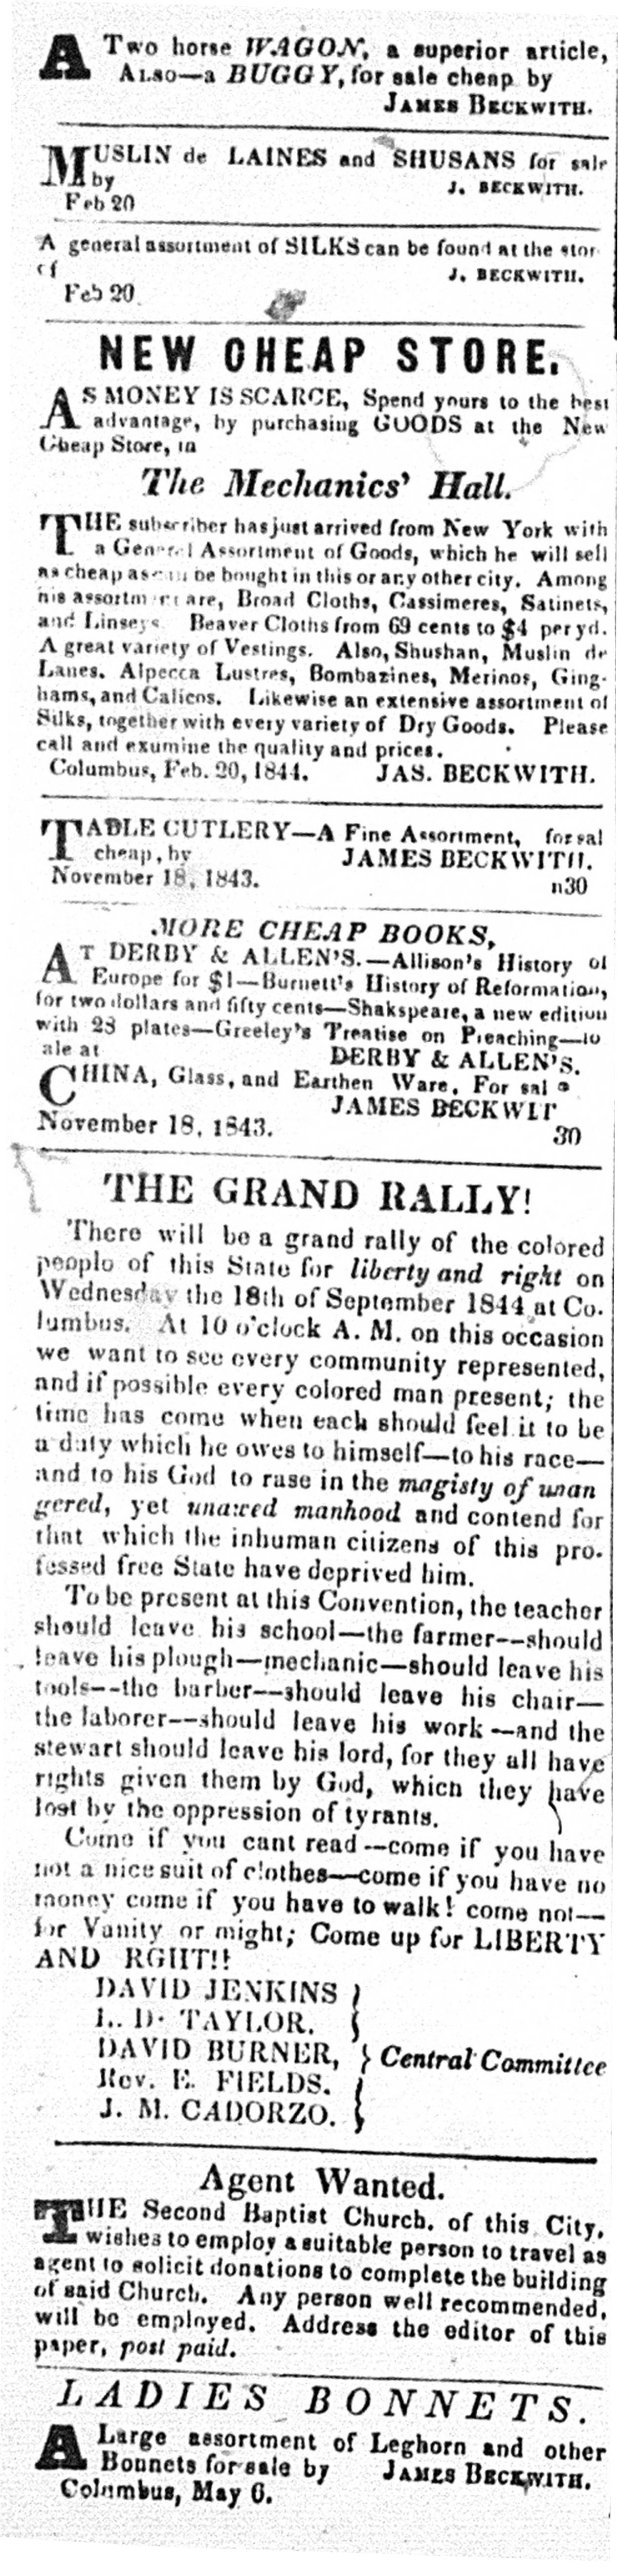 A Two horse WAGON, a superior article,
ALSO—a BUGGY, for sale cheap by
JAMES BECKWITH.
MUSLIN de LAINES and SHUSANS for sale
by J. BECKWITH.
Feb 20
A general assortment of SILKS can be found at the stor
of J. BECKWITH.
Feb 20.
NEW CHEAP STORE.
AS MONEY IS SCARCE, Spend yours to the best
advantage, by purchasing GOODS at the New
Cheap Store, in
The Mechanics' Hall.
THE subscriber has just arrived from New York with
a General Assortment of Goods, which he will sell
as cheap as can be bought in this or any other city. Among
his assortment are, Broad Cloths, Cassimeres, Satinets,
and Linseys Beaver Cloths from 69 cents to $4 per yd.
A great variety of Vestings. Also, Shushan, Muslin de
Lanes. Alpecca Lustres, Bombazines, Merinos, Ging-
hams, and Calicos. Likewise an extensive assortment of
Silks, together with every variety of Dry Goods. Please
call and examine the quality and prices.
Columbus, Feb. 20, 1844. JAS. BECKWITH.
TABLE CUTLERY—A Fine Assortment, for sal
cheap, by JAMES BECKWITH.
November 18, 1843. n30
MORE CHEAP BOOKS,
AT DERBY & ALLEN'S.—Allison's History of
Europe for $1—Burnett's History of Reformation,
for two dollars and fifty cents—Shakspeare, a new edition
with 28 plates—Greeley's Treatise on Preaching—to
ale at DERBY & ALLEN'S.
CHINA, Glass, and Earthen Ware. For sal e
JAMES BECKWIT
November 18, 1843. 30
THE GRAND RALLY!
There will be a grand rally of the colored
people of this State for liberty and right on
Wednesday the 18th of September 1844 at Co-
lumbus. At 10 o'clock A. M. on this occasion
we want to see every community represented,
and if possible every colored man present; the
time has come when each should feel it to be
a duty which he owes to himself—to his race—
and to his God to rase in the magisty of unan
gered, yet unawed manhood and contend for
that which the inhuman citizens of this pro-
fessed free State have deprived him.
To be present at this Convention, the teacher
should leave his school—the farmer--should
leave his plough—mechanic—should leave his
tools--the barber—should leave his chair—
the laborer--should leave his work—and the
stewart should leave his lord, for they all have
rights given them by God, which they have
lost by the oppression of tyrants.
Come if you cant read—come if you have
not a nice suit of clothes—come if you have no
money come if you have to walk! come not—
for Vanity or might; Come up for LIBERTY
AND RGHT!!
DAVID JENKINS
L. D. TAYLOR.
DAVID BURNER, } Central Committee
Rev. E. FIELDS.
J. M. CADORZO.
Agent Wanted.
THE Second Baptist Church. of this City,
wishes to employ a suitable person to travel as
agent to solicit donations to complete the building
of said Church. Any person well recommended,
will be employed. Address the editor of this
paper, post paid.
LADIES BONNETS.
A Large assortment of Leghorn and other
Bonnets for sale by JAMES BECKWITH.
Columbus, May 6.